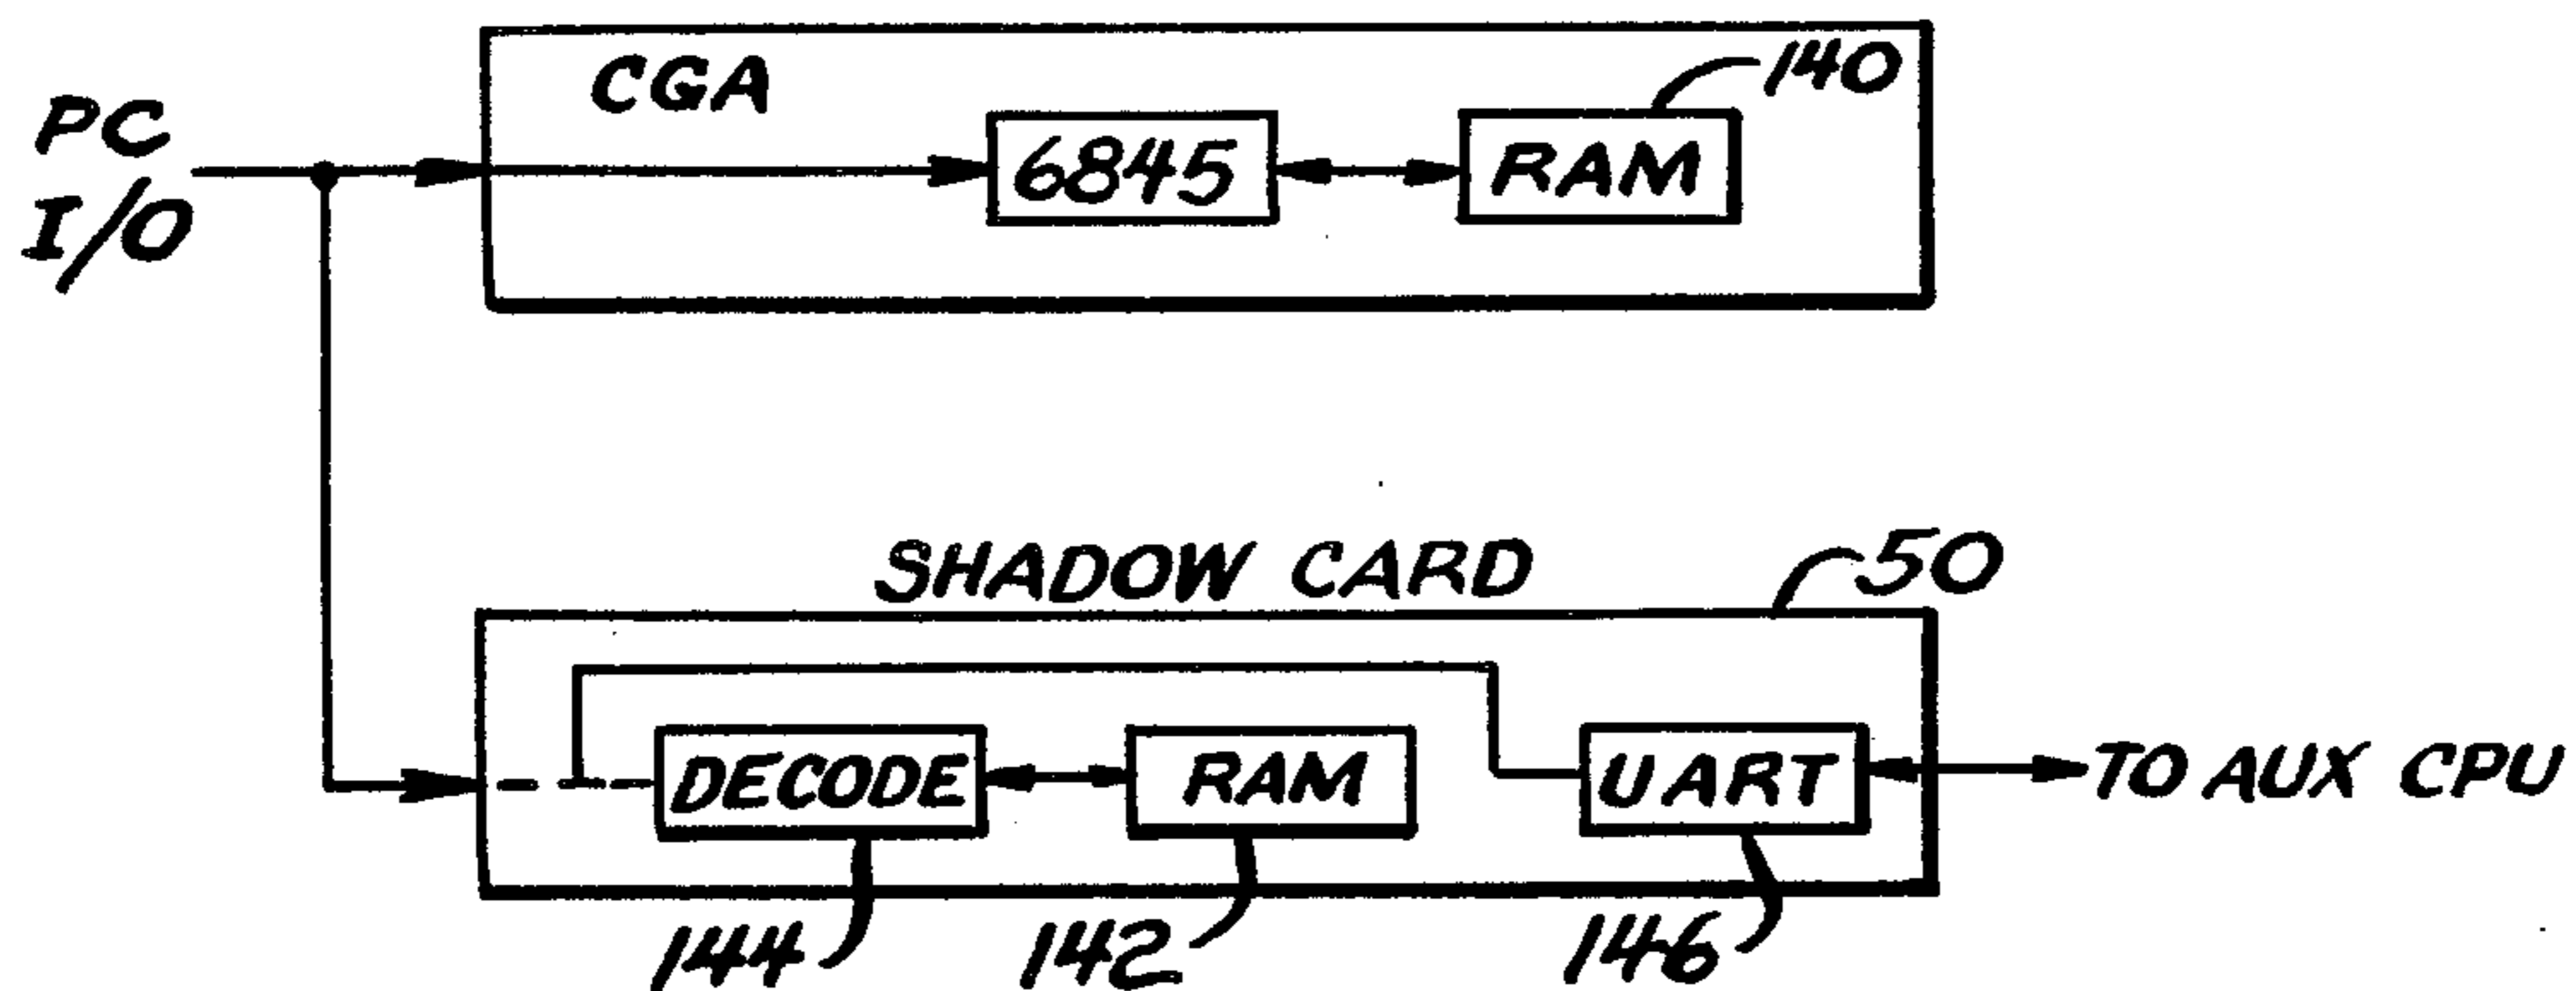 PC
I/O
CGA
6845
RAM
140
SHADOW CARD
50
DECODE
RAM
UART
TO AUX CPU
144
142
146